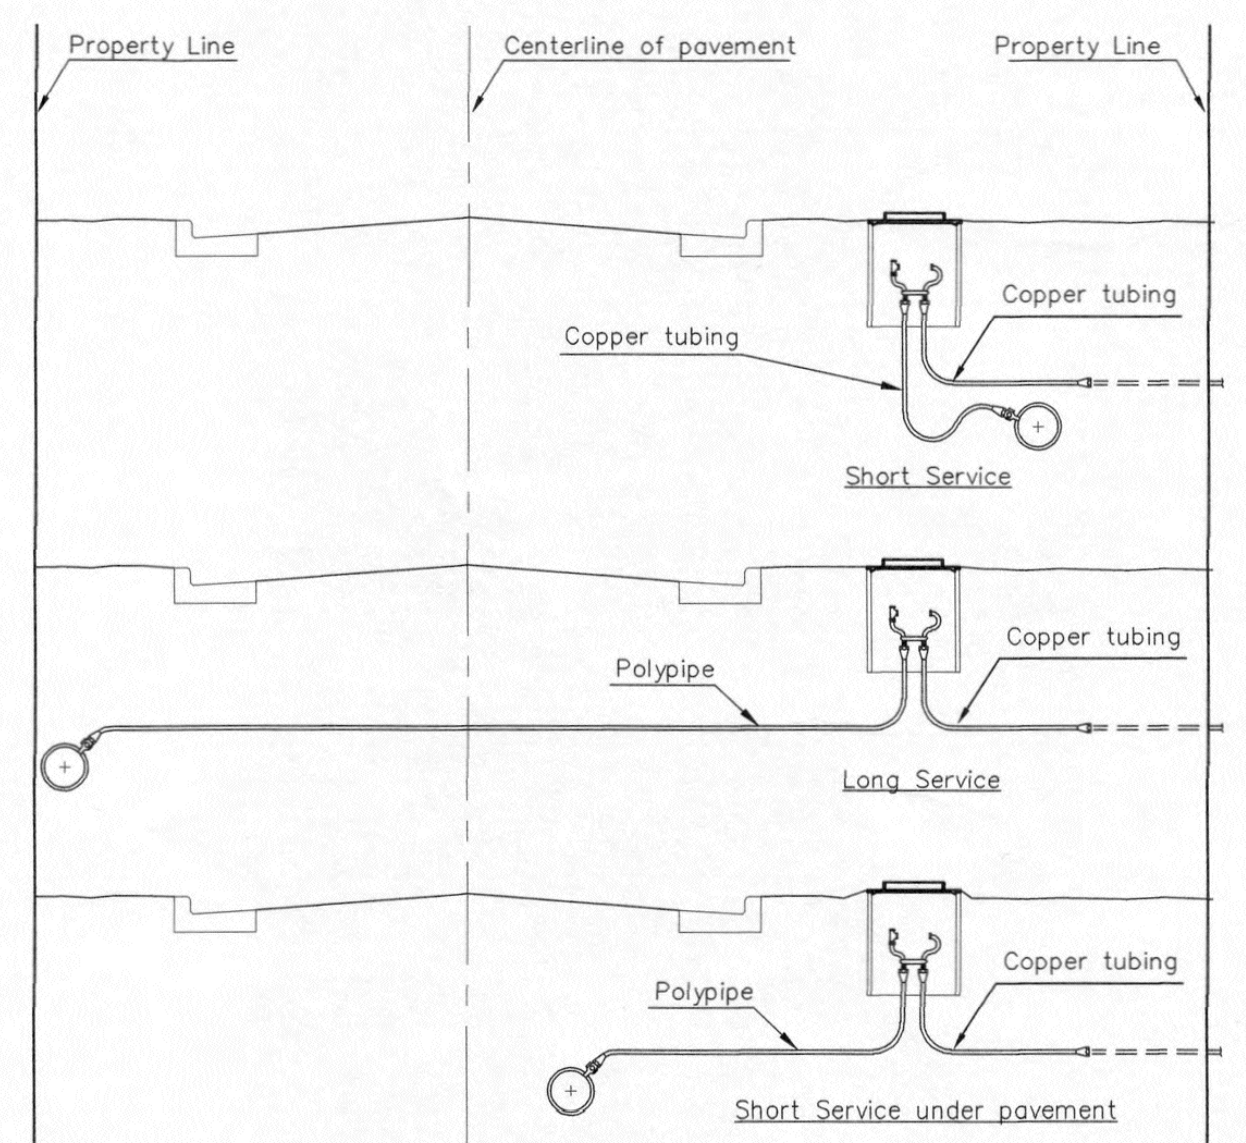 Property Line
Centerline of pavement
Property Line
Copper tubing
Copper tubing
Short Service
Copper tubing
Polypipe
Long Service
Copper tubing
Polypipe
Short Service under pavement